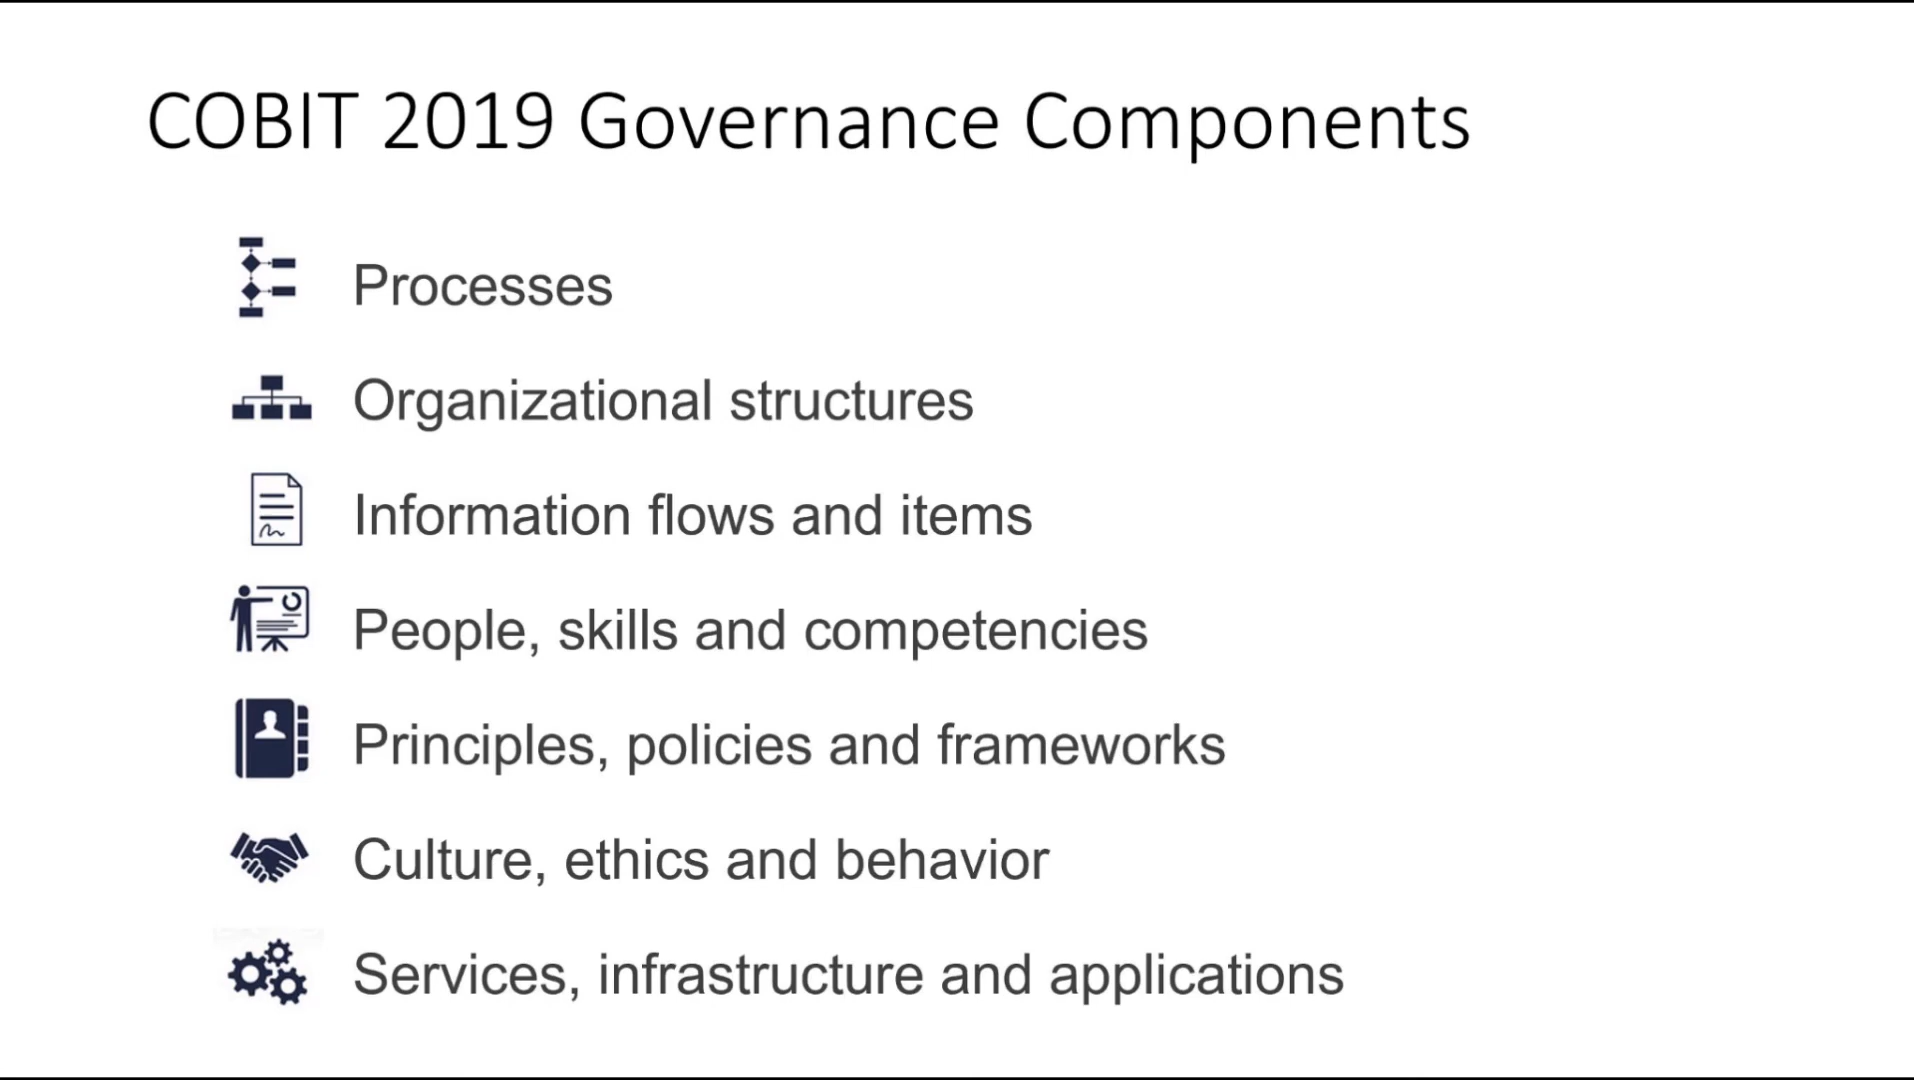 COBIT 2019 Governance Components
Processes
Organizational structures
Information flows and items
People, skills and competencies
Principles, policies and frameworks
Culture, ethics and behavior
Services, infrastructure and applications